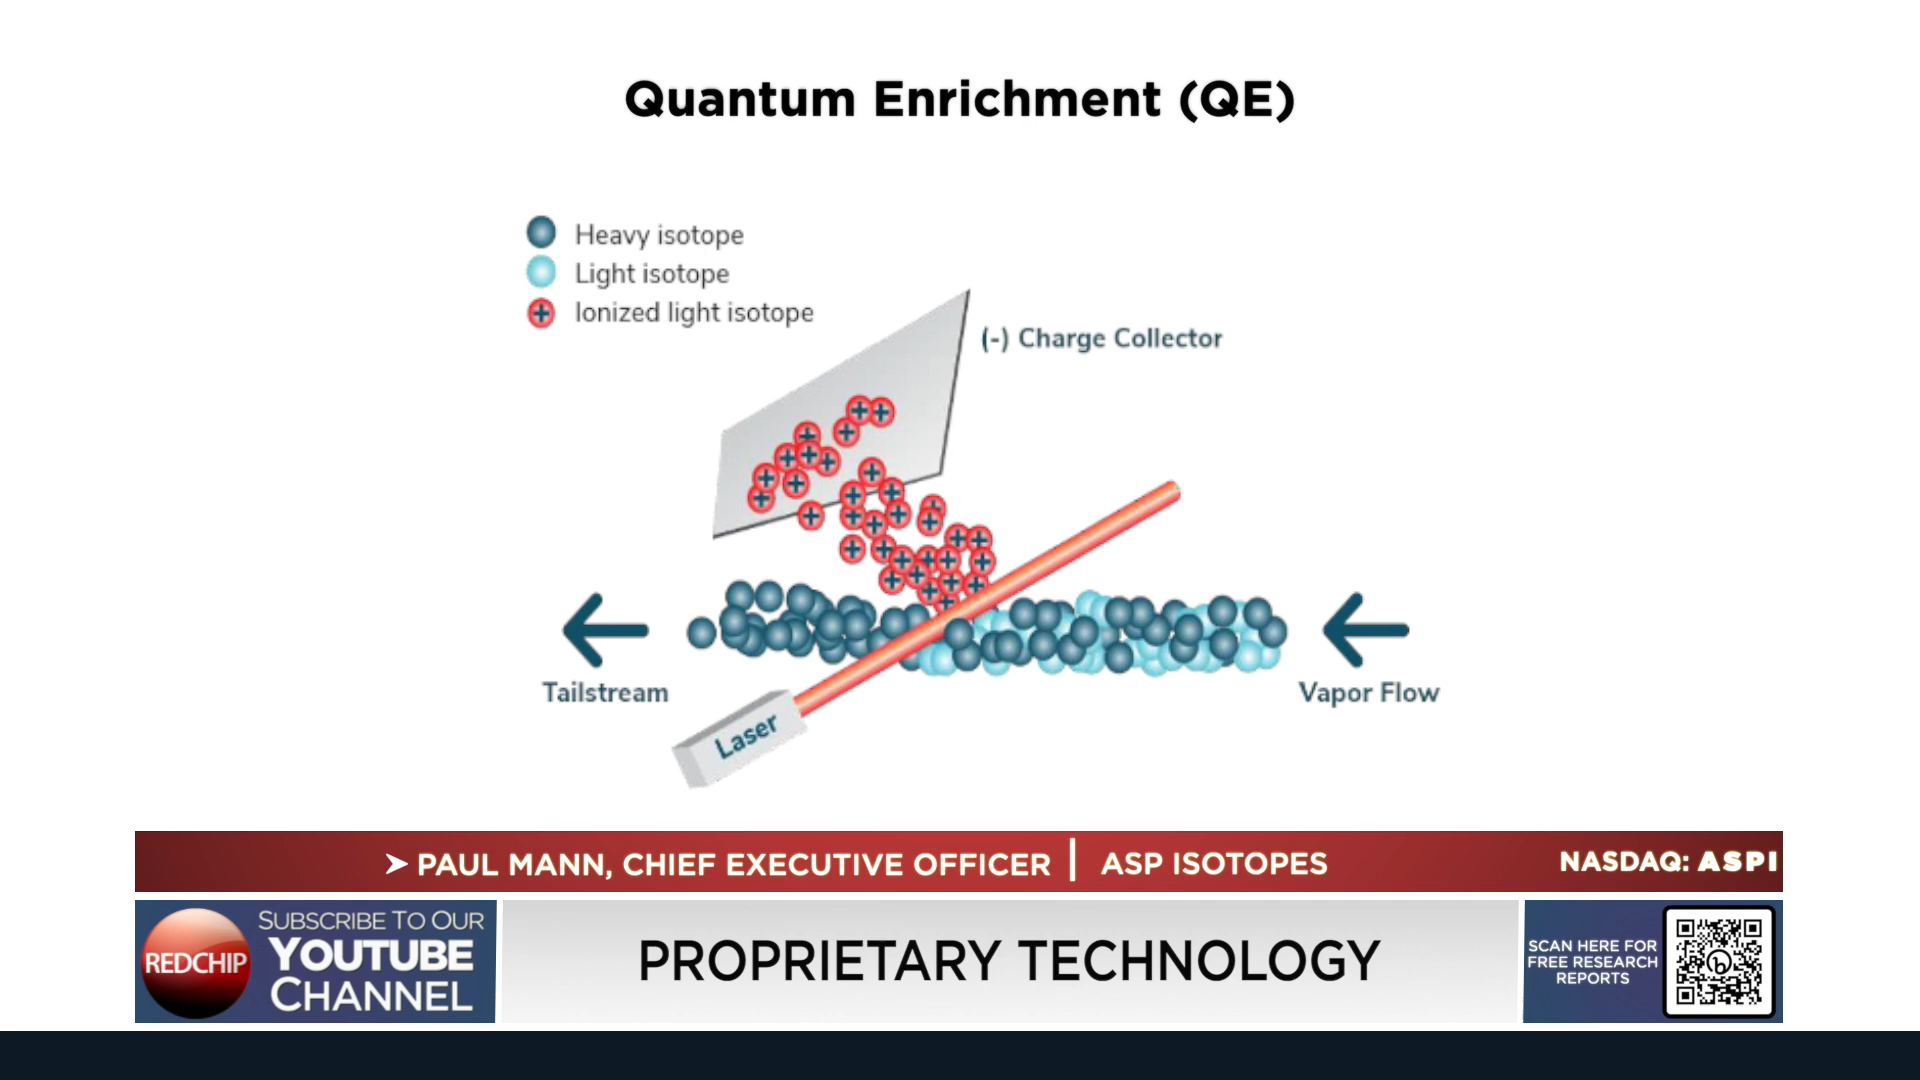 Quantum Enrichment (QE)
Heavy isotope
Light isotope
Ionized light isotope
(-) Charge Collector
Tailstream
Vapor Flow
Laser
➤ PAUL MANN, CHIEF EXECUTIVE OFFICER | ASP ISOTOPES
NASDAQ: ASPI
REDCHIP
SUBSCRIBE TO OUR
YOUTUBE
CHANNEL
PROPRIETARY TECHNOLOGY
SCAN HERE FOR
FREE RESEARCH
REPORTS